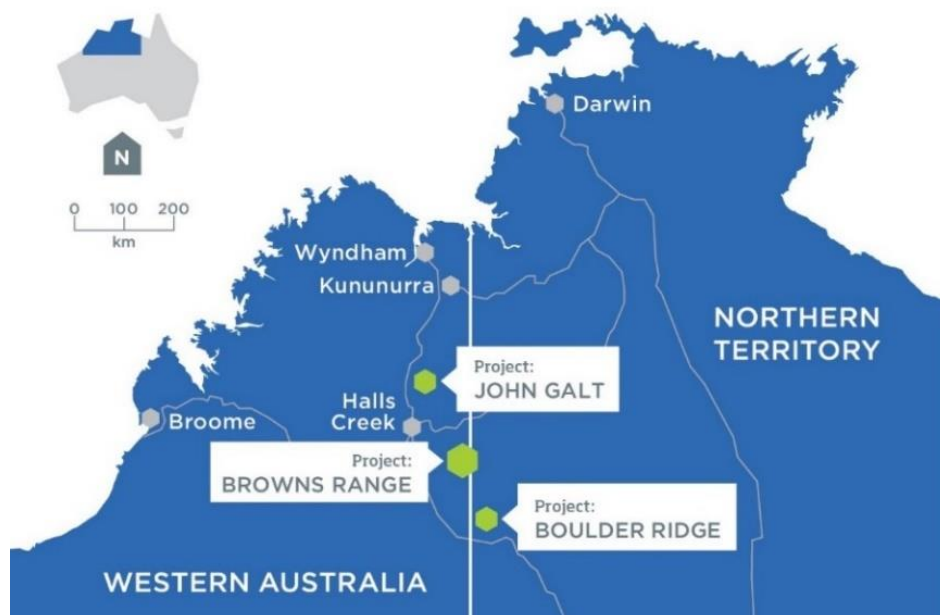 Darwin
N
0 100 200
km
Wyndham
Kununurra
NORTHERN
TERRITORY
Project:
JOHN GALT
Halls
Creek
Broome
Project:
BROWNS RANGE
Project:
BOULDER RIDGE
WESTERN AUSTRALIA